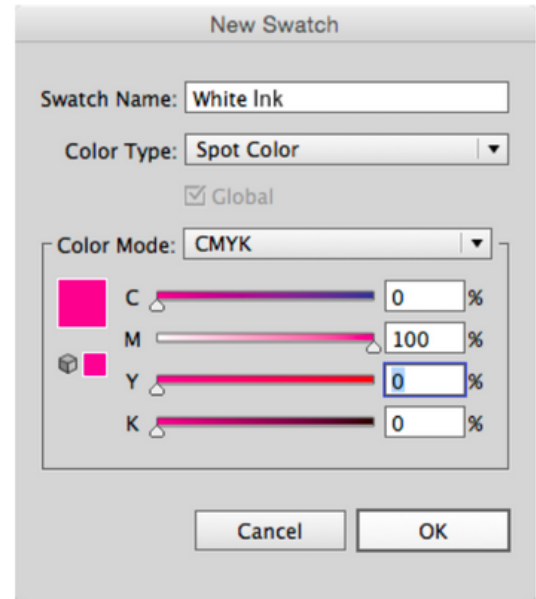 New Swatch
Swatch Name: White Ink
Color Type: Spot Color
Global
Color Mode: CMYK
C 0 %
M 100 %
Y 0 %
K 0 %
Cancel OK